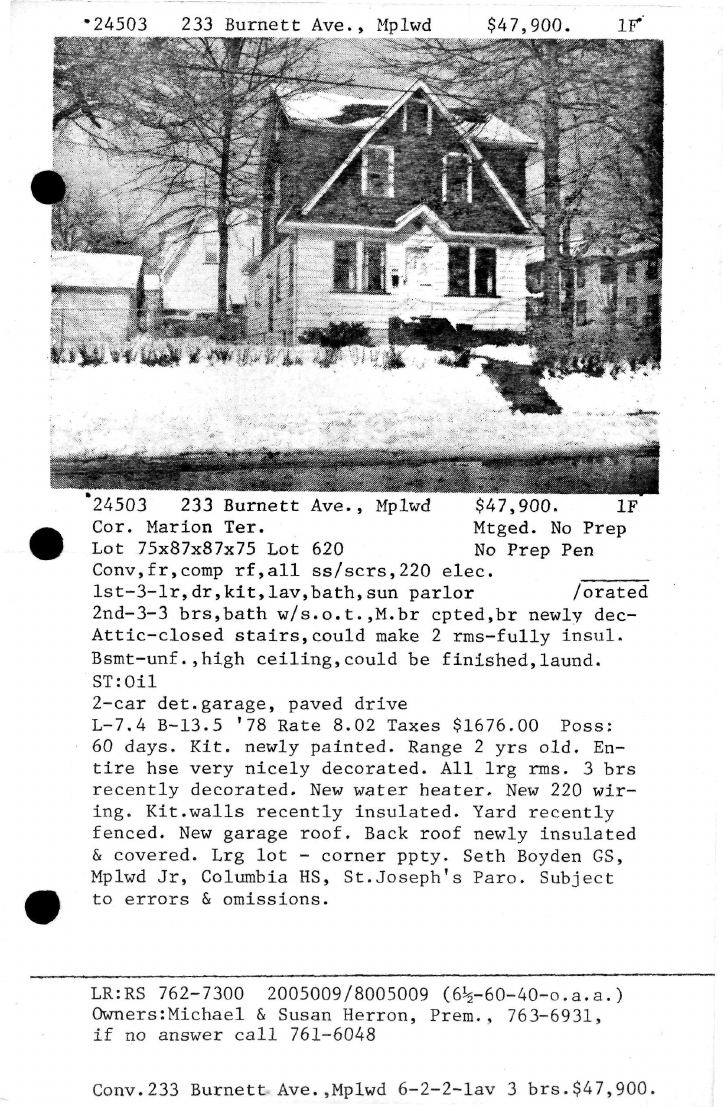 24503 233 Burnett Ave., Mplwd $47,900. 1F
24503 233 Burnett Ave., Mplwd $47,900. 1F
Cor. Marion Ter. Mtged. No Prep
Lot 75x87x87x75 Lot 620 No Prep Pen
Conv,fr,comp rf,all ss/scrs,220 elec.
1st-3-lr,dr,kit,lav,bath,sun parlor /orated
2nd-3-3 brs,bath w/s.o.t.,M.br cpted,br newly dec-
Attic-closed stairs,could make 2 rms-fully insul.
Bsmt-unf.,high ceiling,could be finished,laund.
ST:Oil
2-car det.garage, paved drive
L-7.4 B-13.5 '78 Rate 8.02 Taxes $1676.00 Poss:
60 days. Kit. newly painted. Range 2 yrs old. En-
tire hse very nicely decorated. All lrg rms. 3 brs
recently decorated. New water heater. New 220 wir-
ing. Kit.walls recently insulated. Yard recently
fenced. New garage roof. Back roof newly insulated
& covered. Lrg lot - corner ppty. Seth Boyden GS,
Mplwd Jr, Columbia HS, St.Joseph's Paro. Subject
to errors & omissions.
LR:RS 762-7300 2005009/8005009 (6½-60-40-o.a.a.)
Owners:Michael & Susan Herron, Prem., 763-6931,
if no answer call 761-6048
Conv.233 Burnett Ave.,Mplwd 6-2-2-lav 3 brs.$47,900.